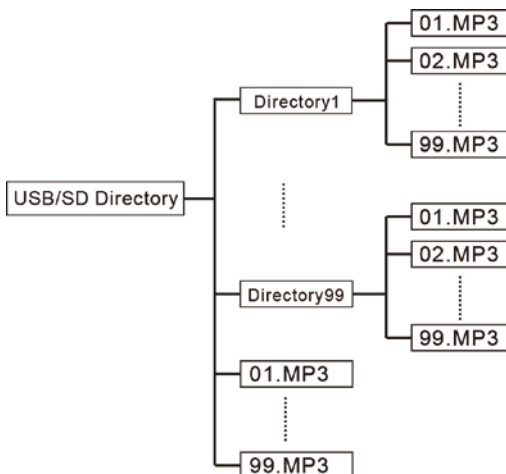 USB/SD Directory
Directory1
01.MP3
02.MP3
99.MP3
Directory99
01.MP3
02.MP3
99.MP3
01.MP3
99.MP3